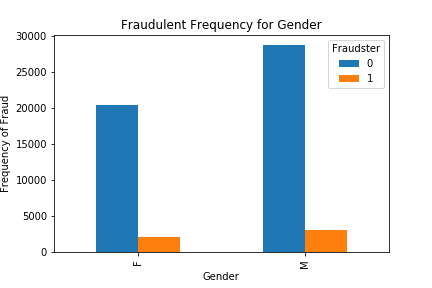 Fraudulent Frequency for Gender
30000
25000
20000
15000
10000
5000
0
Frequency of Fraud
Fraudster
0
1
F
M
Gender